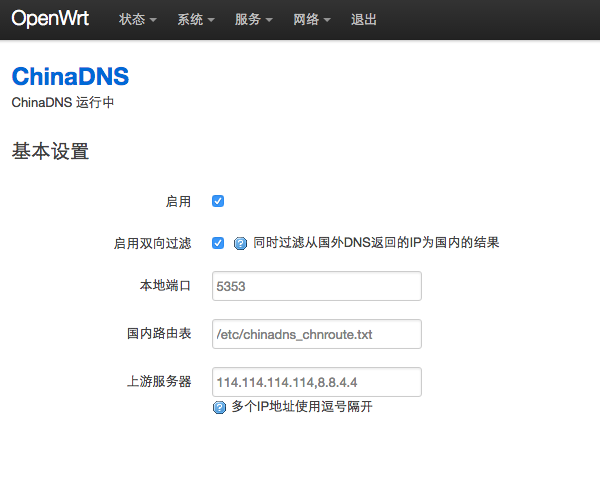 OpenWrt 状态 系统 服务 网络 退出
ChinaDNS
ChinaDNS 运行中
基本设置
启用
启用双向过滤 同时过滤从国外DNS返回的IP为国内的结果
本地端口 5353
国内路由表 /etc/chinadns_chnroute.txt
上游服务器 114.114.114.114,8.8.4.4
多个IP地址使用逗号隔开